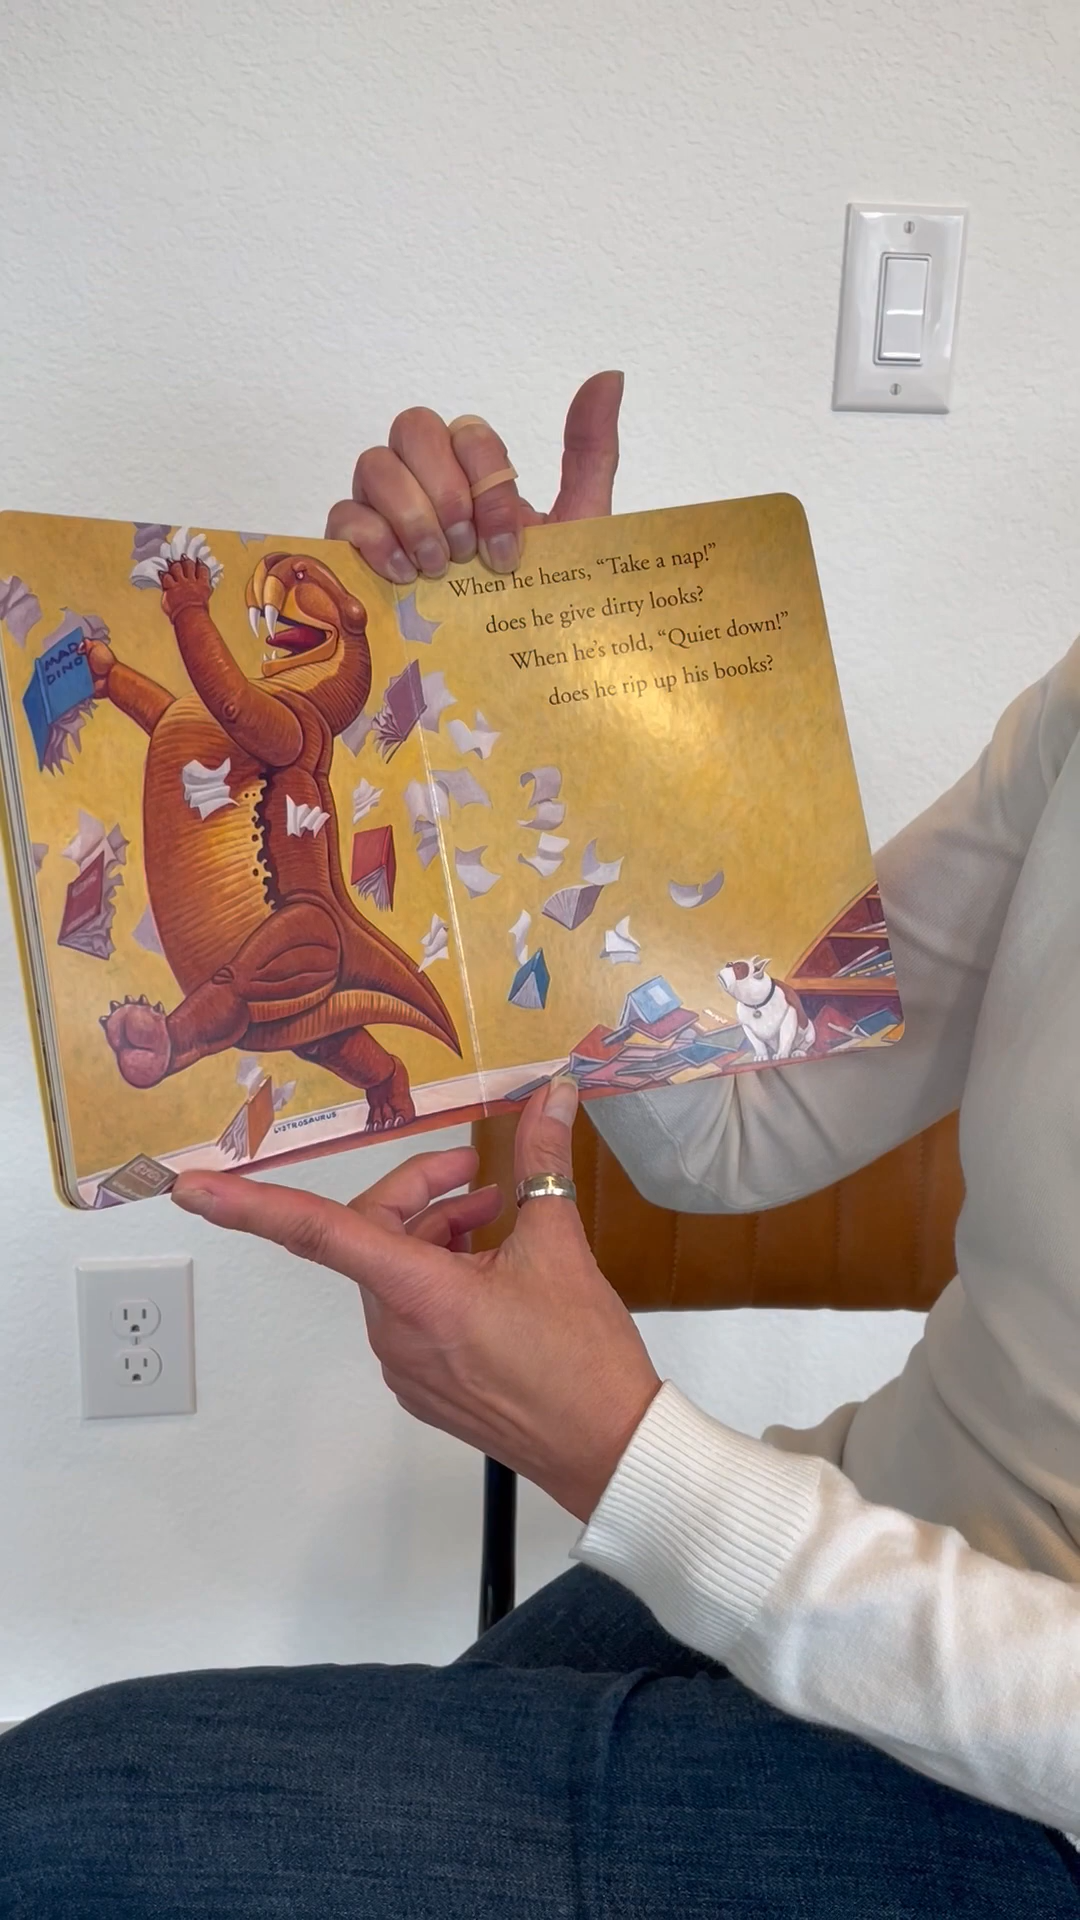 MAD
DINO
When he hears, “Take a nap!”
does he give dirty looks?
When he’s told, “Quiet down!”
does he rip up his books?
LYSTROSAURUS